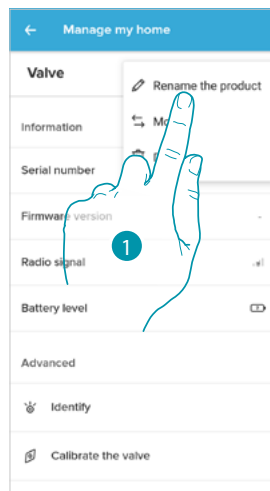 Manage my home
Valve
Rename the product
Information
Serial number
Firmware version
Radio signal
1
Battery level
Advanced
Identify
Calibrate the valve